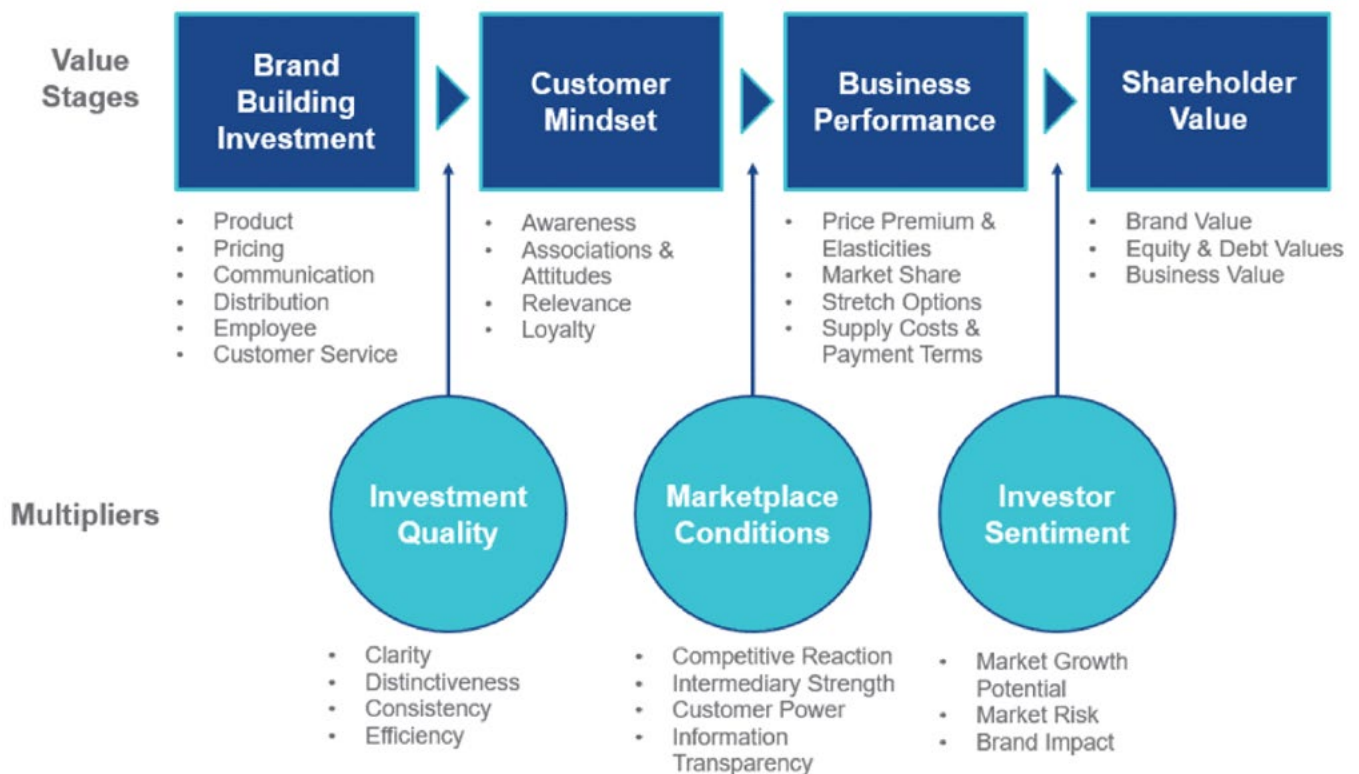 Value
Stages
Brand
Building
Investment
Customer
Mindset
Business
Performance
Shareholder
Value
• Product
• Pricing
• Communication
• Distribution
• Employee
• Customer Service
• Awareness
• Associations &
Attitudes
• Relevance
• Loyalty
• Price Premium &
Elasticities
• Market Share
• Stretch Options
• Supply Costs &
Payment Terms
• Brand Value
• Equity & Debt Values
• Business Value
Multipliers
Investment
Quality
Marketplace
Conditions
Investor
Sentiment
• Clarity
• Distinctiveness
• Consistency
• Efficiency
• Competitive Reaction
• Intermediary Strength
• Customer Power
• Information
Transparency
• Market Growth
Potential
• Market Risk
• Brand Impact